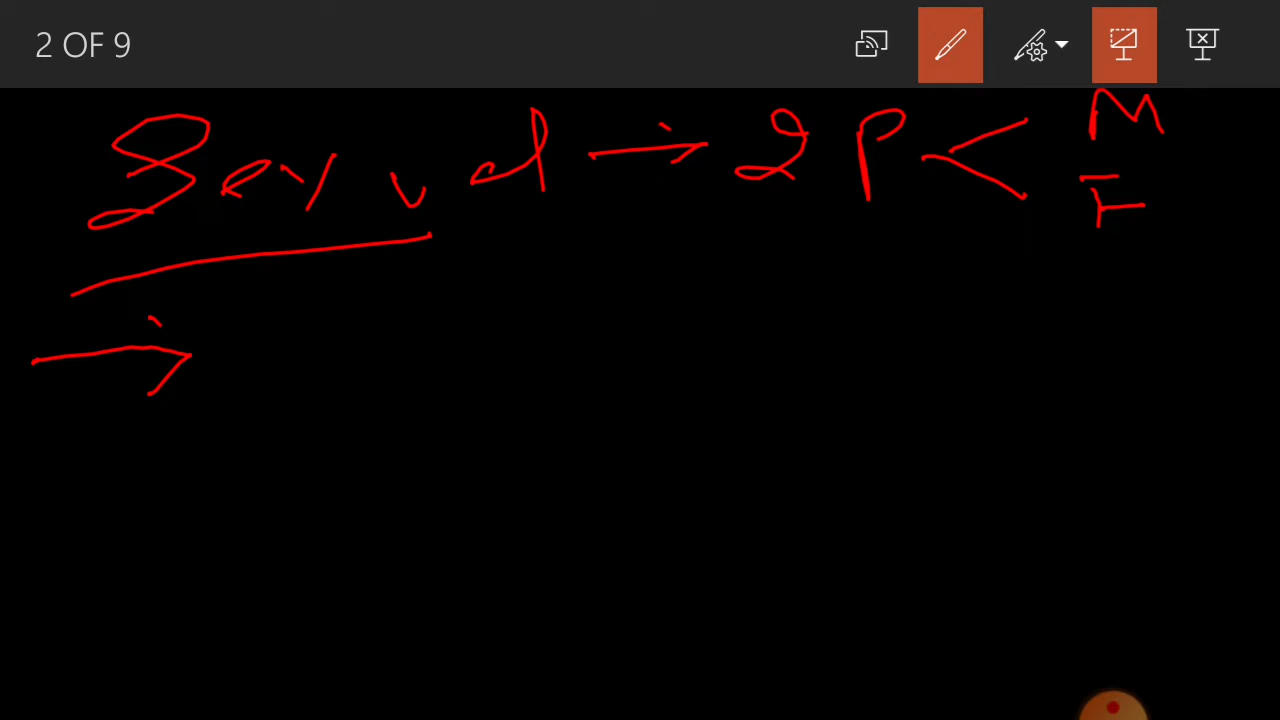 2 OF 9
Sexual → 2 P < M
F
→